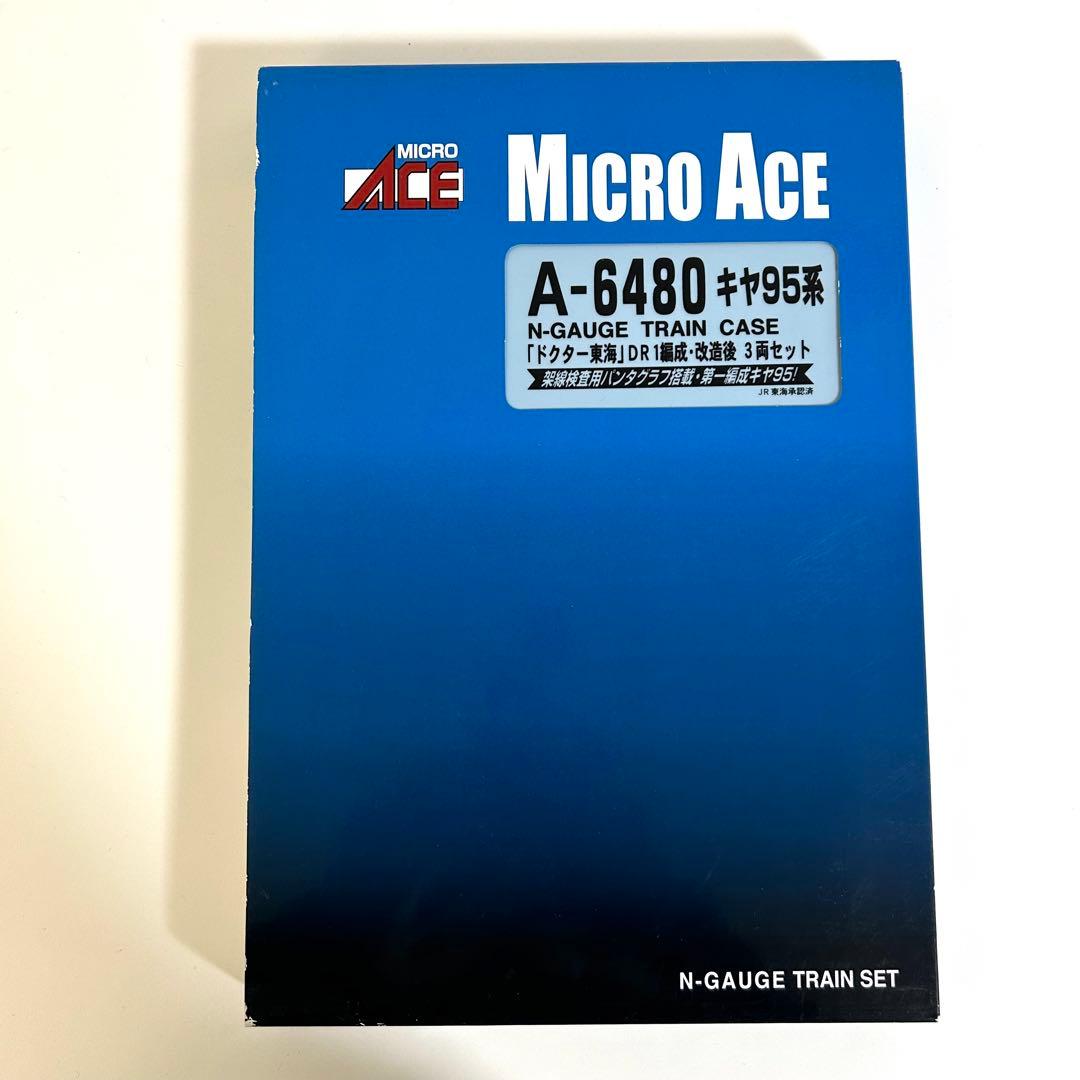 MICRO
ACE
MICRO ACE
A-6480 キヤ95系
N-GAUGE TRAIN CASE
「ドクター東海」DR1編成・改造後 3両セット
架線検査用パンタグラフ搭載・第一編成キヤ95!
JR東海承認済
N-GAUGE TRAIN SET